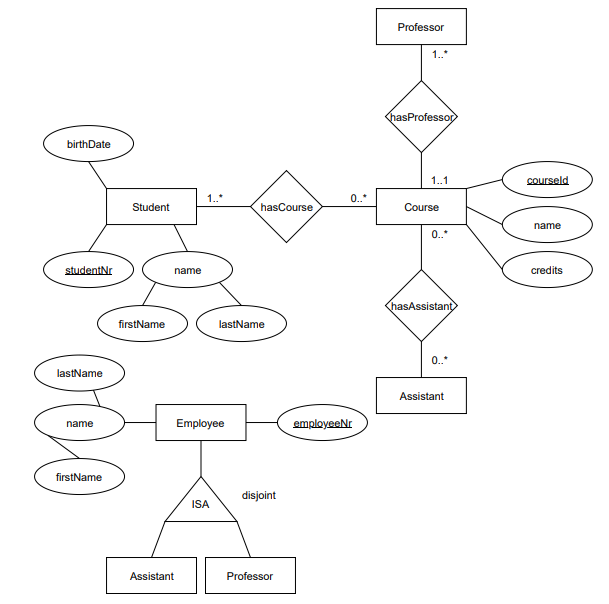 Professor
1..*
hasProfessor
1..1
birthDate
courseId
Student
1..*
hasCourse
0..*
Course
name
0..*
studentNr
name
credits
hasAssistant
firstName
lastName
0..*
lastName
Assistant
name
Employee
employeeNr
firstName
ISA
disjoint
Assistant
Professor